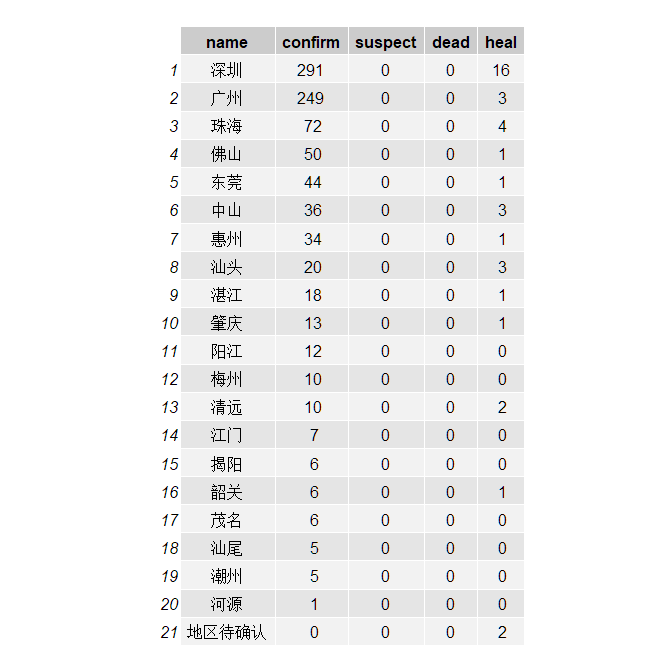 name confirm suspect dead heal
1 深圳 291 0 0 16
2 广州 249 0 0 3
3 珠海 72 0 0 4
4 佛山 50 0 0 1
5 东莞 44 0 0 1
6 中山 36 0 0 3
7 惠州 34 0 0 1
8 汕头 20 0 0 3
9 湛江 18 0 0 1
10 肇庆 13 0 0 1
11 阳江 12 0 0 0
12 梅州 10 0 0 0
13 清远 10 0 0 2
14 江门 7 0 0 0
15 揭阳 6 0 0 0
16 韶关 6 0 0 1
17 茂名 6 0 0 0
18 汕尾 5 0 0 0
19 潮州 5 0 0 0
20 河源 1 0 0 0
21 地区待确认 0 0 0 2